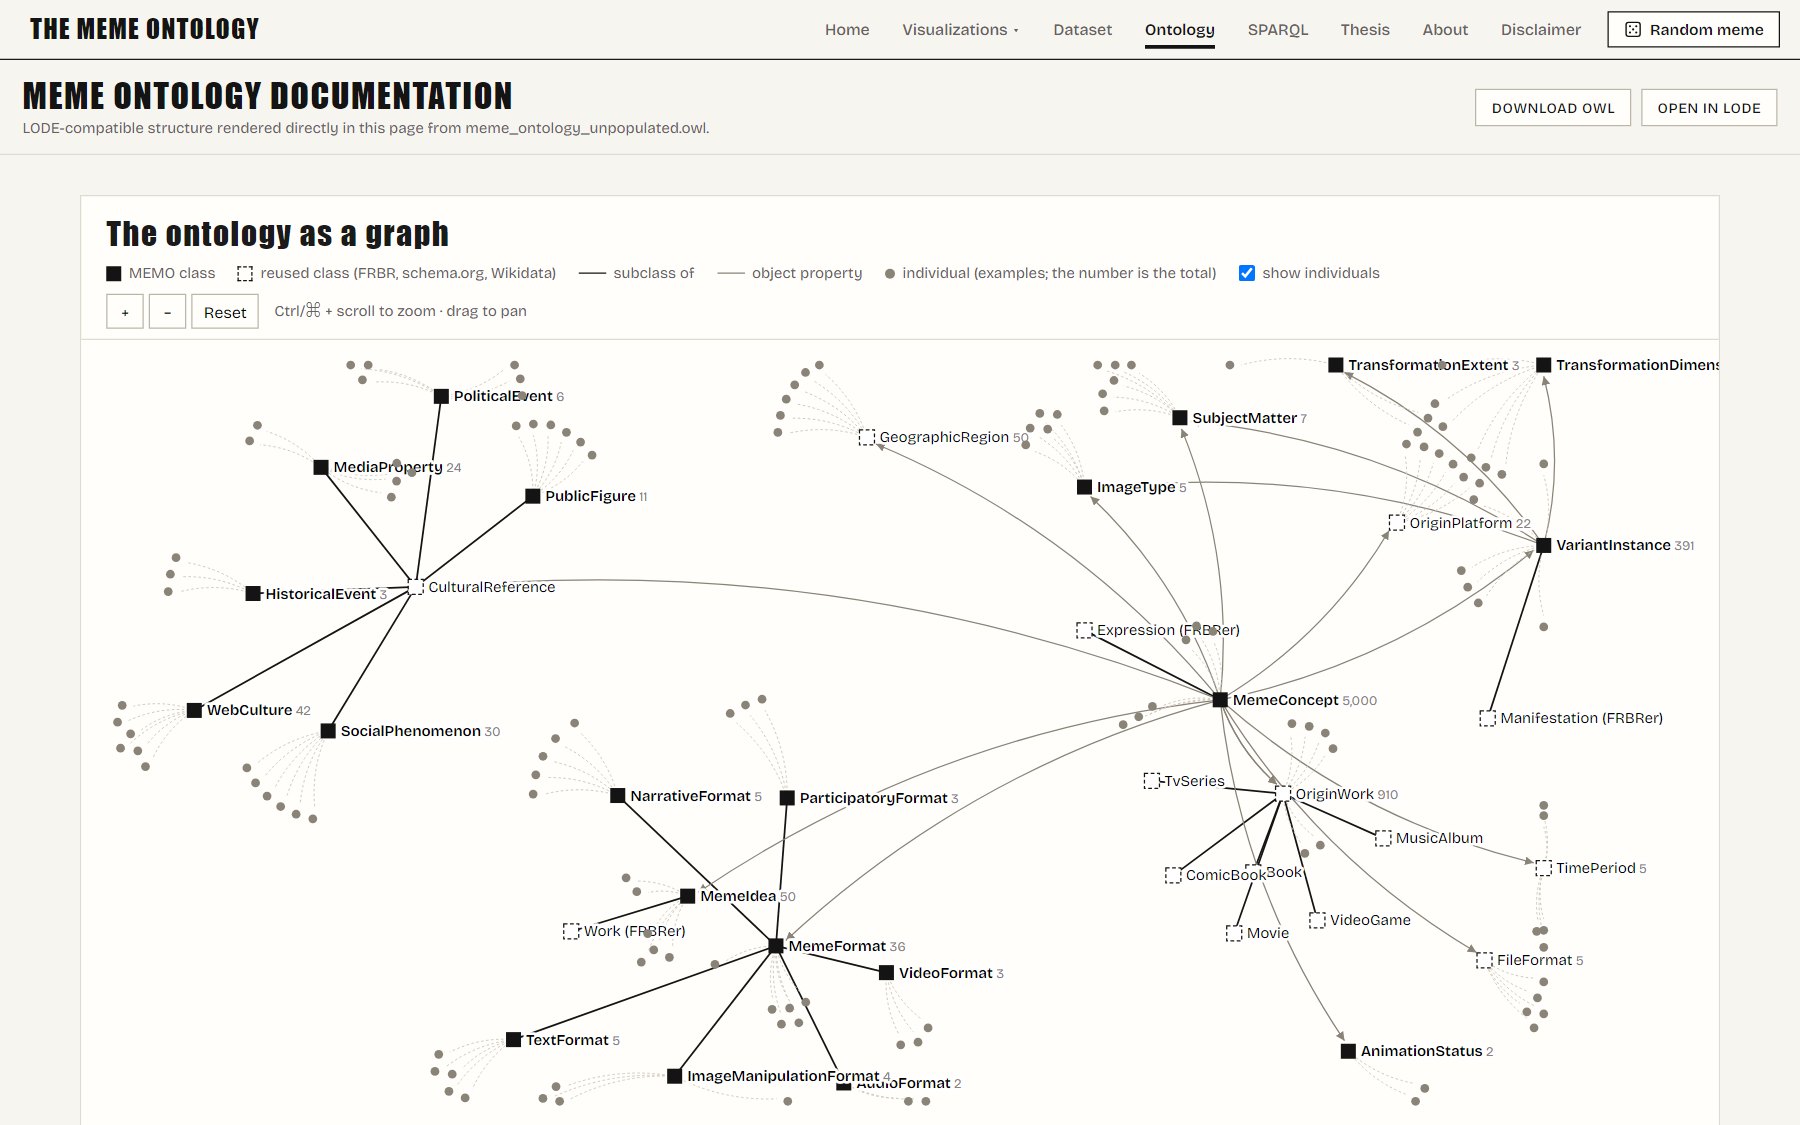 THE MEME ONTOLOGY
Home Visualizations Dataset Ontology SPARQL Thesis About Disclaimer Random meme
MEME ONTOLOGY DOCUMENTATION
LODE-compatible structure rendered directly in this page from meme_ontology_unpopulated.owl.
DOWNLOAD OWL OPEN IN LODE
The ontology as a graph
MEMO class reused class (FRBR, schema.org, Wikidata) subclass of object property individual (examples; the number is the total) show individuals
+ − Reset Ctrl/⌘ + scroll to zoom · drag to pan
TransformationExtent 3
TransformationDimens
PoliticalEvent 6
SubjectMatter 7
GeographicRegion 50
MediaProperty 24
ImageType 5
PublicFigure 11
OriginPlatform 22
VariantInstance 391
CulturalReference
HistoricalEvent 3
Expression (FRBRer)
MemeConcept 5,000
WebCulture 42
Manifestation (FRBRer)
SocialPhenomenon 30
TvSeries
NarrativeFormat 5
ParticipatoryFormat 3
OriginWork 910
MusicAlbum
TimePeriod 5
ComicBook
Book
MemeIdea 50
VideoGame
Work (FRBRer)
Movie
MemeFormat 36
FileFormat 5
VideoFormat 3
TextFormat 5
AnimationStatus 2
ImageManipulationFormat 4
AudioFormat 2